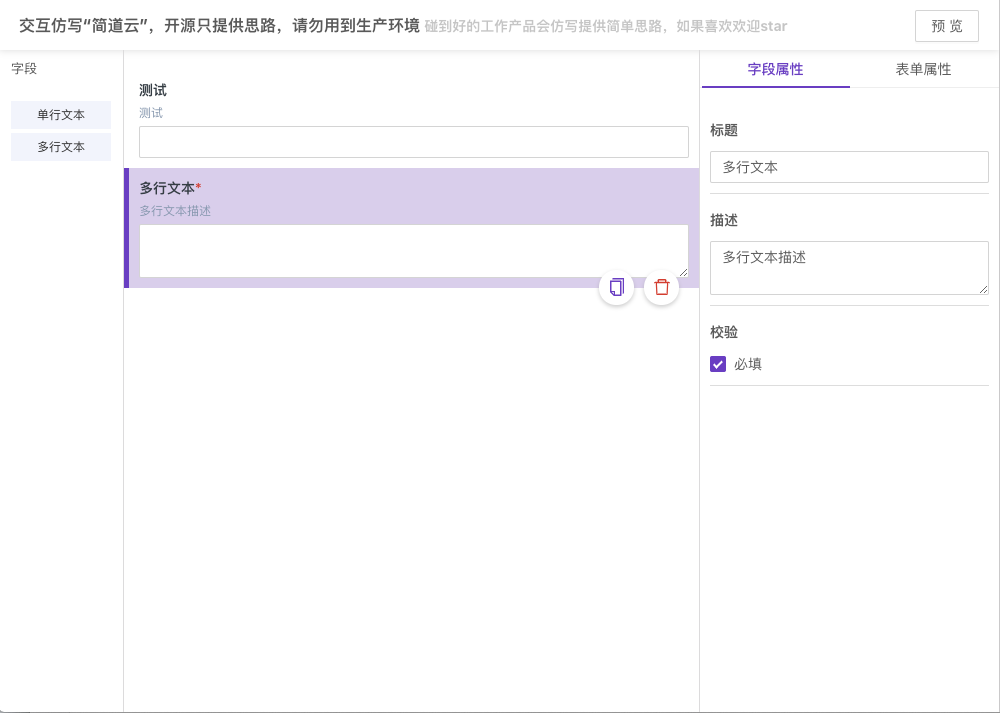 交互仿写“简道云”，开源只提供思路，请勿用到生产环境 碰到好的工作产品会仿写提供简单思路，如果喜欢欢迎star
预 览
字段
单行文本
多行文本
测试
测试
多行文本*
多行文本描述
字段属性
表单属性
标题
多行文本
描述
多行文本描述
校验
必填